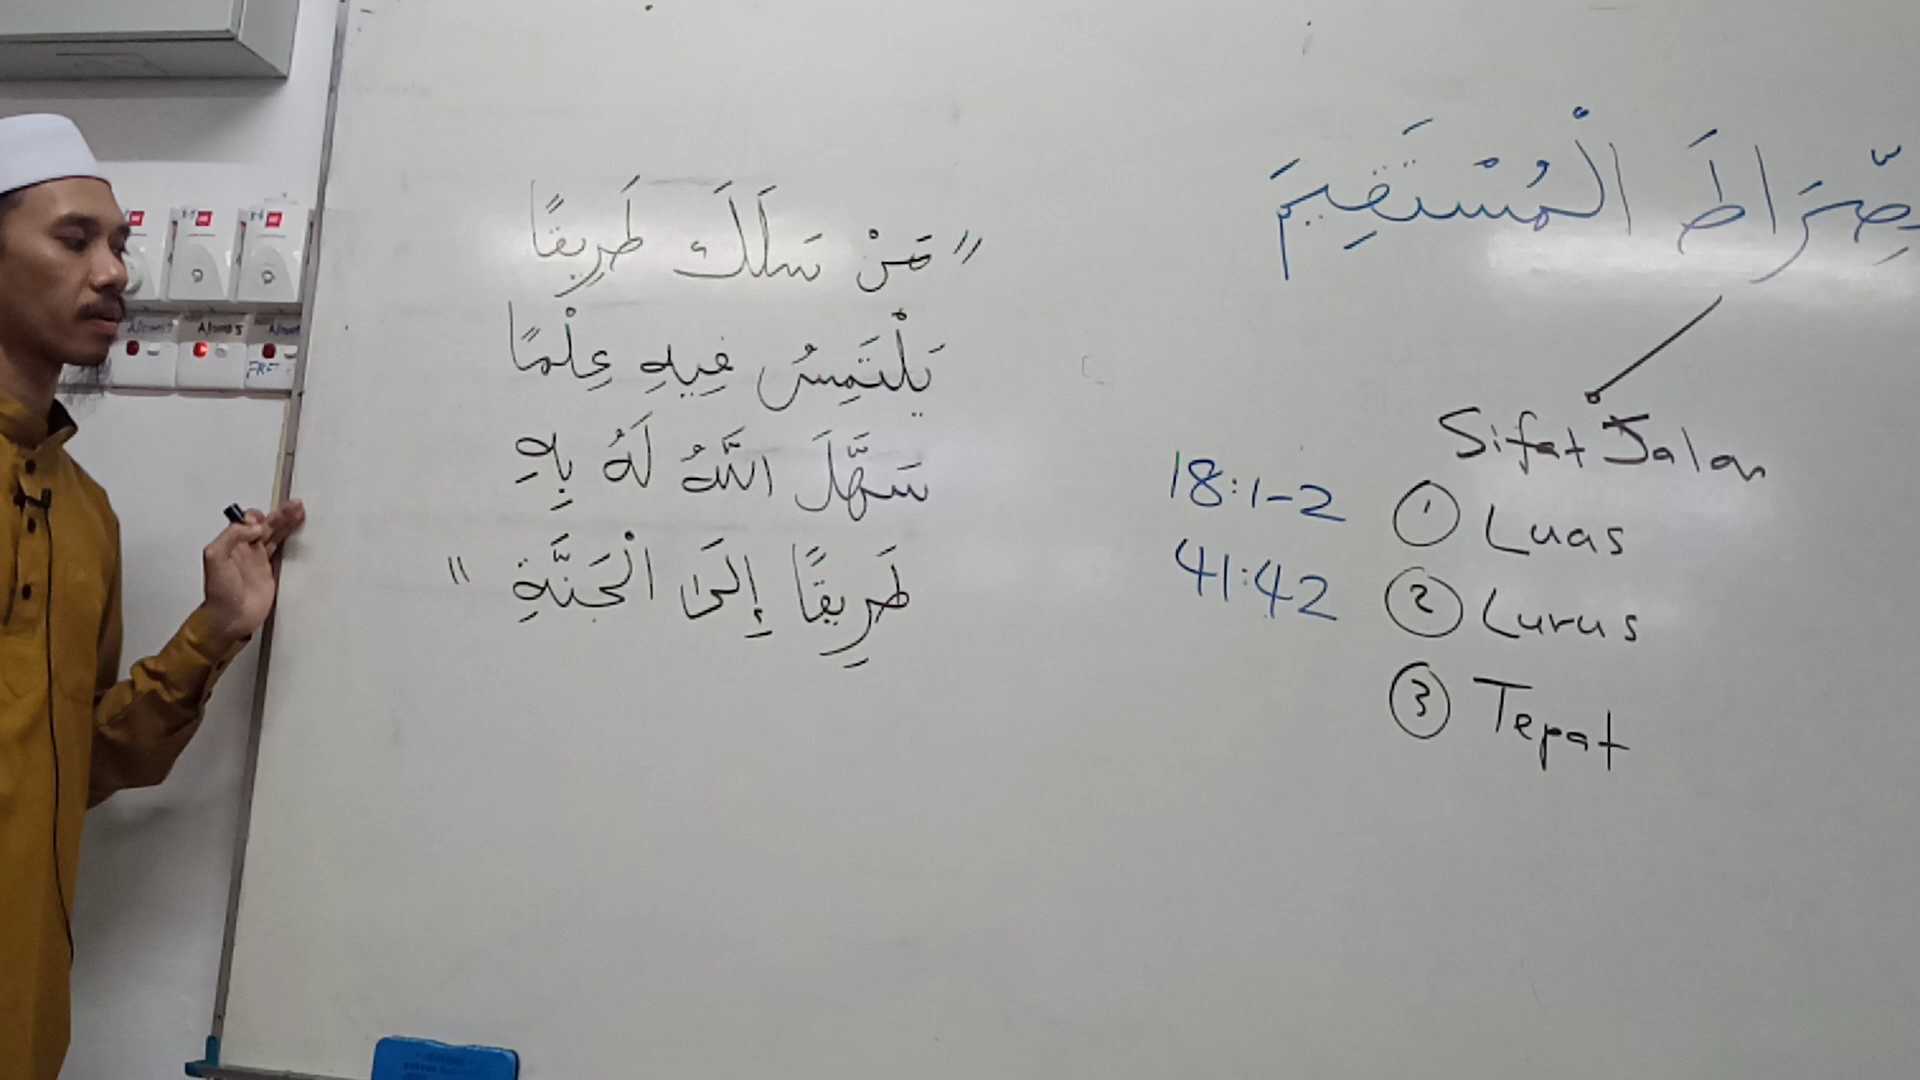 صِّرَاطَ الْمُسْتَقِيمَ
Sifat Jalan
18:1-2 ① Luas
41:42 ② Lurus
③ Tepat
"مَنْ سَلَكَ طَرِيقًا
يَلْتَمِسُ فِيهِ عِلْمًا
سَهَّلَ اللَّهُ لَهُ بِهِ
طَرِيقًا إِلَى الْجَنَّةِ"